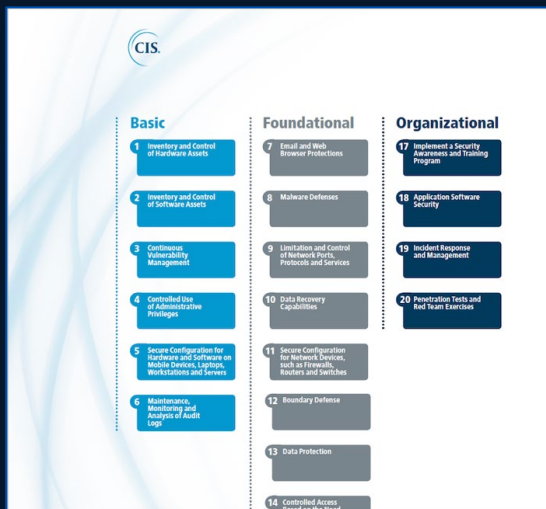 CIS.
Basic
1 Inventory and Control
of Hardware Assets
2 Inventory and Control
of Software Assets
3 Continuous
Vulnerability
Management
4 Controlled Use
of Administrative
Privileges
5 Secure Configuration for
Hardware and Software on
Mobile Devices, Laptops,
Workstations and Servers
6 Maintenance,
Monitoring and
Analysis of Audit
Logs
Foundational
7 Email and Web
Browser Protections
8 Malware Defenses
9 Limitation and Control
of Network Ports,
Protocols and Services
10 Data Recovery
Capabilities
11 Secure Configuration
for Network Devices,
such as Firewalls,
Routers and Switches
12 Boundary Defense
13 Data Protection
14 Controlled Access
Based on the Need
Organizational
17 Implement a Security
Awareness and Training
Program
18 Application Software
Security
19 Incident Response
and Management
20 Penetration Tests and
Red Team Exercises